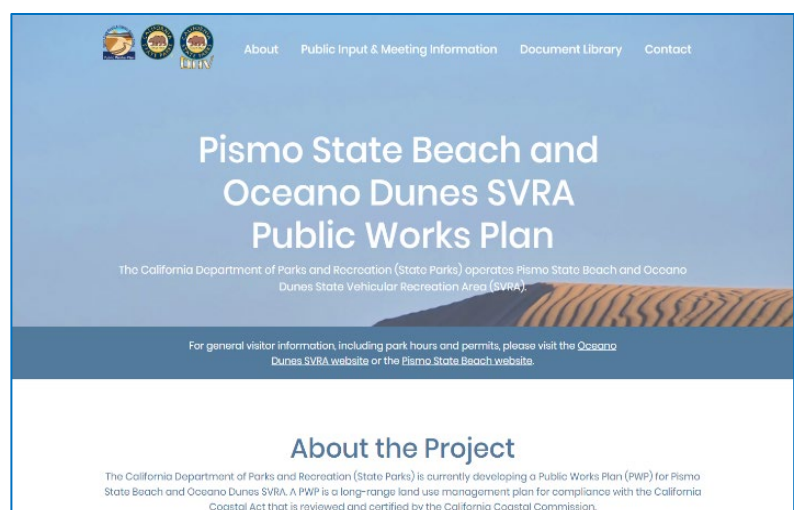 About Public Input & Meeting Information Document Library Contact
Pismo State Beach and
Oceano Dunes SVRA
Public Works Plan
The California Department of Parks and Recreation (State Parks) operates Pismo State Beach and Oceano
Dunes State Vehicular Recreation Area (SVRA).
For general visitor information, including park hours and permits, please visit the Oceano
Dunes SVRA website or the Pismo State Beach website.
About the Project
The California Department of Parks and Recreation (State Parks) is currently developing a Public Works Plan (PWP) for Pismo
State Beach and Oceano Dunes SVRA. A PWP is a long-range land use management plan for compliance with the California
Coastal Act that is reviewed and certified by the California Coastal Commission.